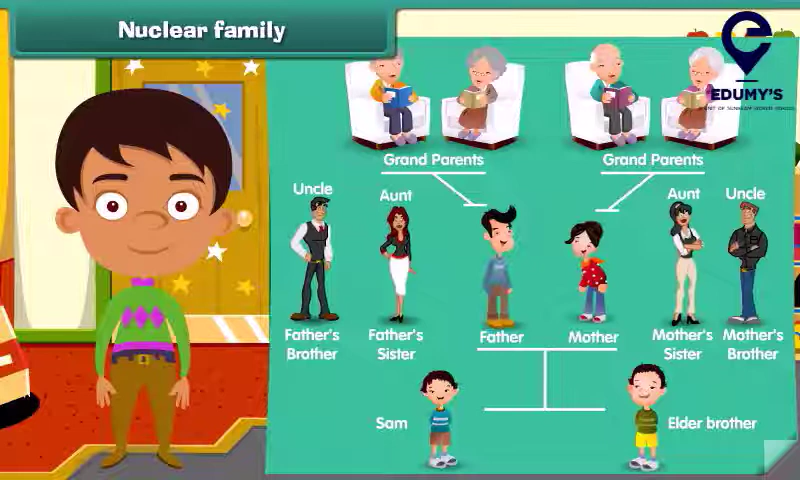 Nuclear family
EDUMY'S
Grand Parents
Grand Parents
Uncle
Aunt
Aunt
Uncle
Father's
Brother
Father's
Sister
Father
Mother
Mother's
Sister
Mother's
Brother
Sam
Elder brother